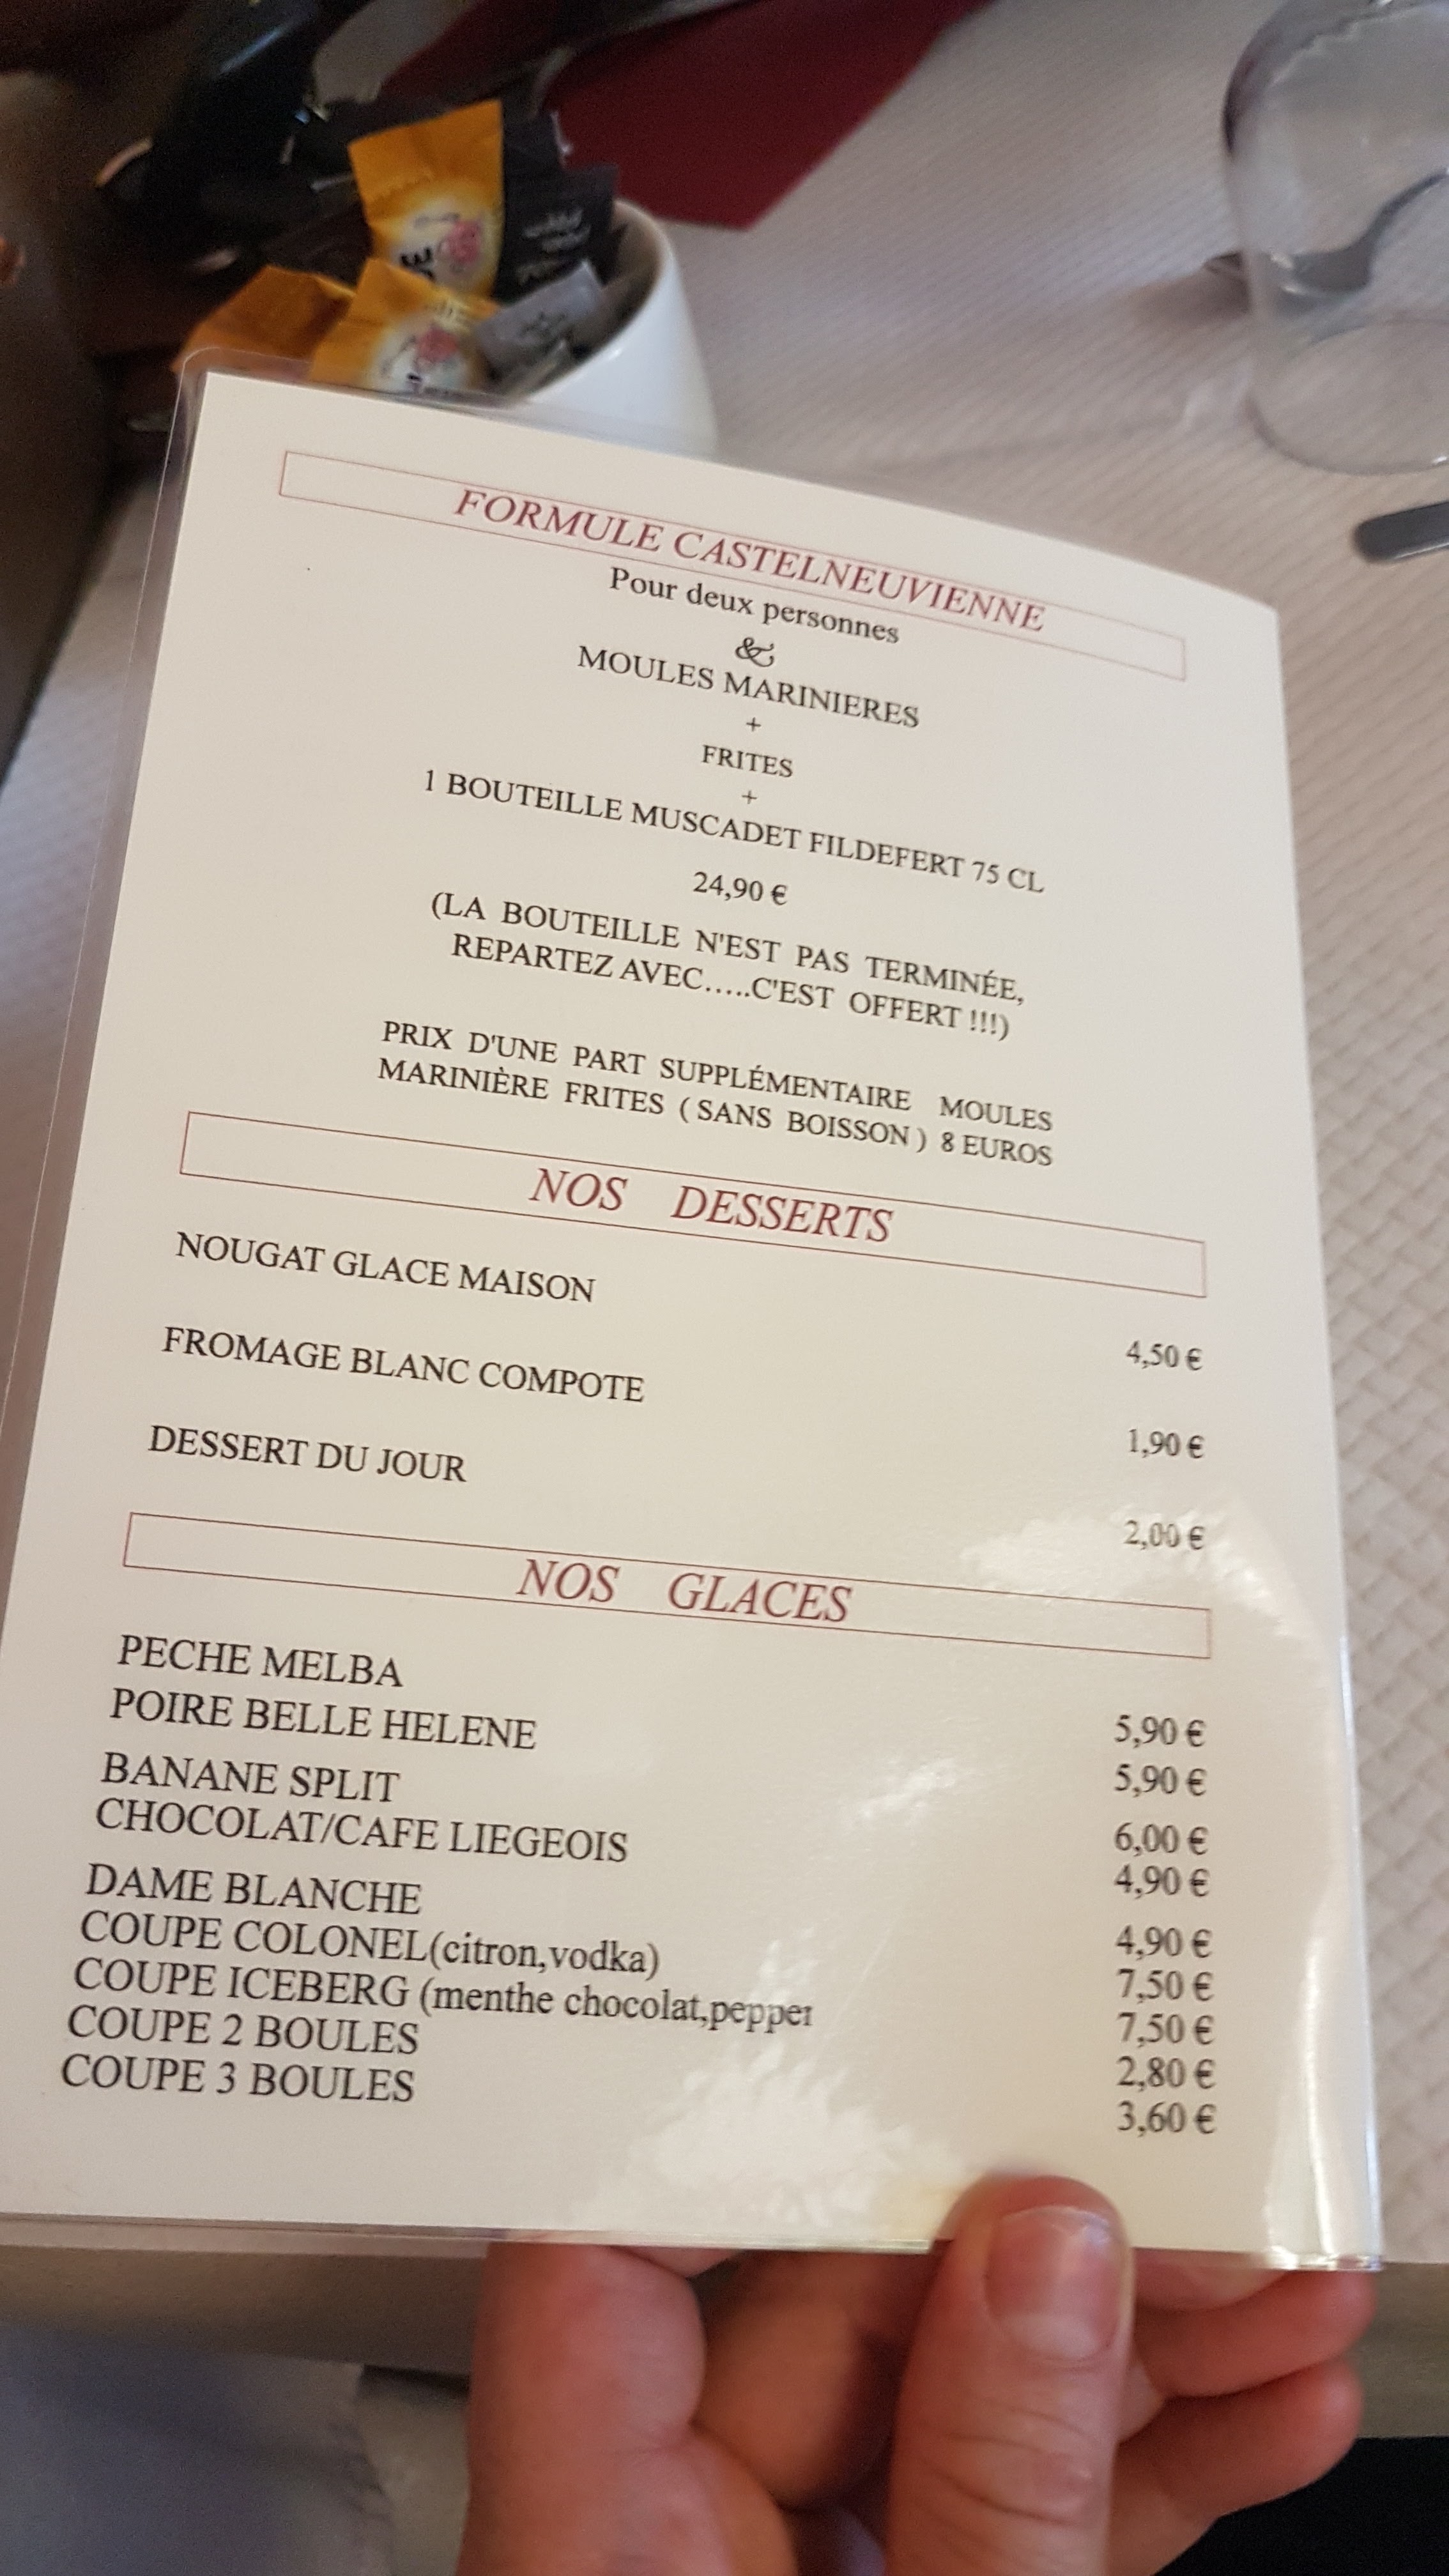 FORMULE CASTELNEUVIENNE
Pour deux personnes
&
MOULES MARINIERES
+
FRITES
+
1 BOUTEILLE MUSCADET FILDEFERT 75 CL
24,90 €
(LA BOUTEILLE N'EST PAS TERMINÉE,
REPARTEZ AVEC.....C'EST OFFERT !!!)
PRIX D'UNE PART SUPPLÉMENTAIRE MOULES
MARINIÈRE FRITES ( SANS BOISSON ) 8 EUROS
NOS DESSERTS
NOUGAT GLACE MAISON 4,50 €
FROMAGE BLANC COMPOTE 1,90 €
DESSERT DU JOUR 2,00 €
NOS GLACES
PECHE MELBA 5,90 €
POIRE BELLE HELENE 5,90 €
BANANE SPLIT 6,00 €
CHOCOLAT/CAFE LIEGEOIS 4,90 €
DAME BLANCHE 4,90 €
COUPE COLONEL(citron,vodka) 7,50 €
COUPE ICEBERG (menthe chocolat,pepper 7,50 €
COUPE 2 BOULES 2,80 €
COUPE 3 BOULES 3,60 €